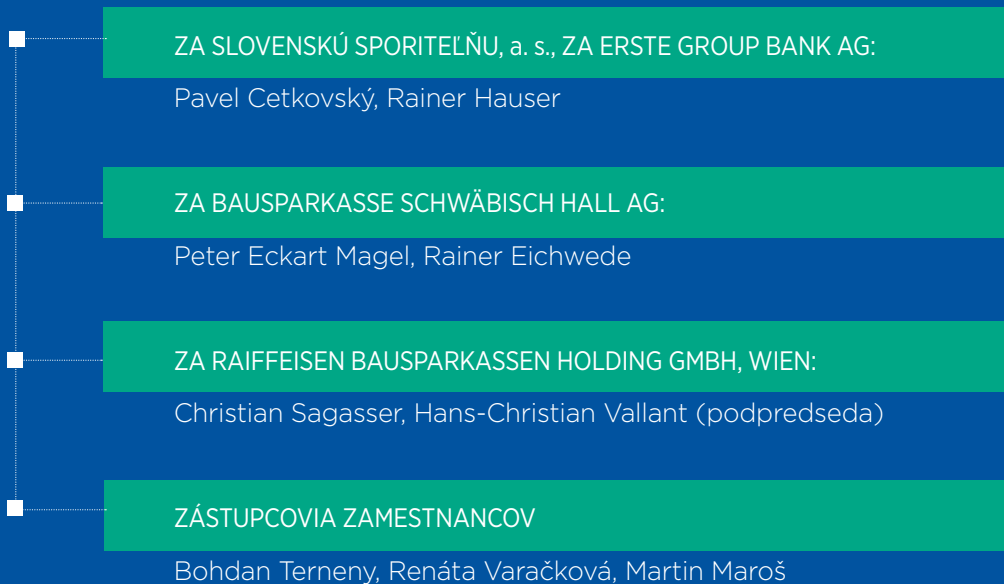 ZA SLOVENSKÚ SPORITEĽŇU, a. s., ZA ERSTE GROUP BANK AG:
Pavel Cetkovský, Rainer Hauser
ZA BAUSPARKASSE SCHWÄBISCH HALL AG:
Peter Eckart Magel, Rainer Eichwede
ZA RAIFFEISEN BAUSPARKASSEN HOLDING GMBH, WIEN:
Christian Sagasser, Hans-Christian Vallant (podpredseda)
ZÁSTUPCOVIA ZAMESTNANCOV
Bohdan Terneny, Renáta Varačková, Martin Maroš